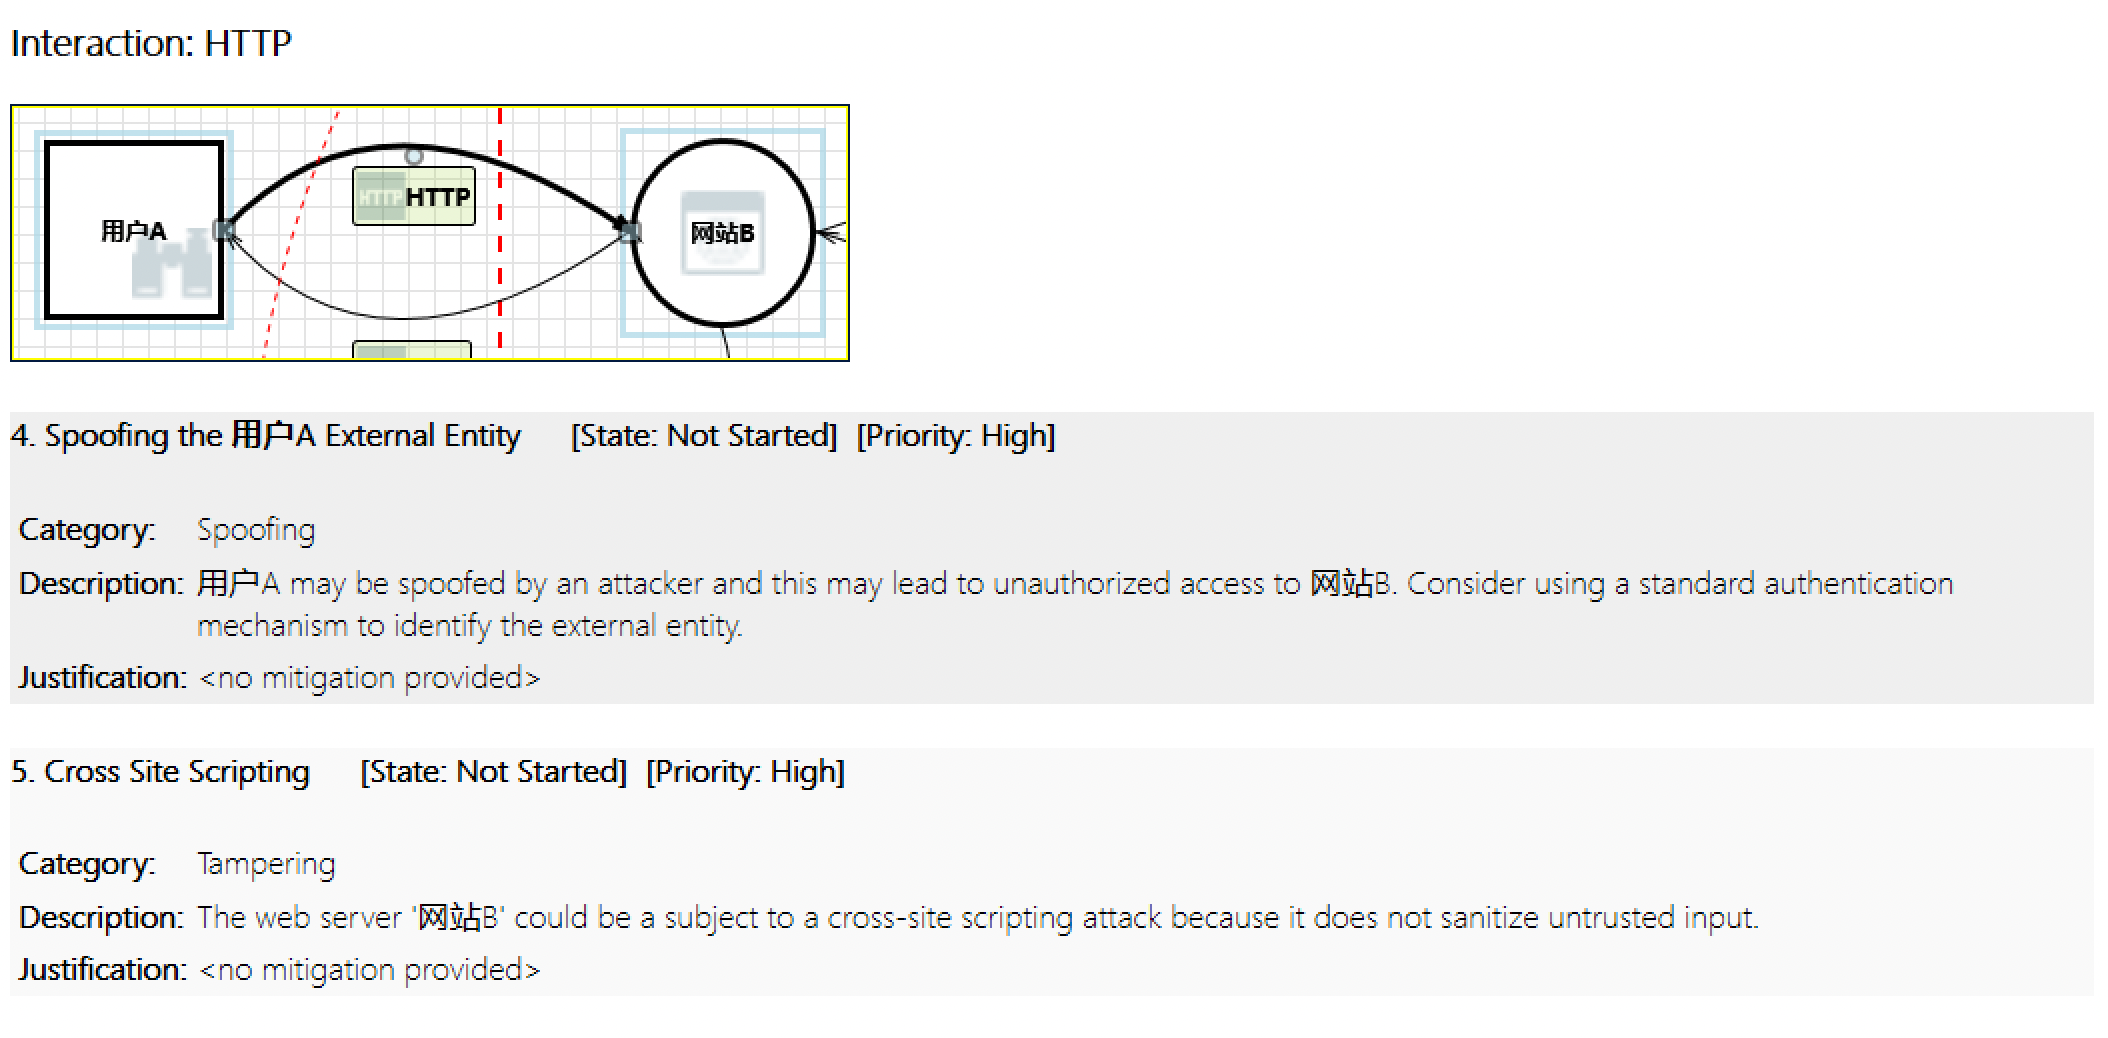 Interaction: HTTP
用户A
HTTP HTTP
网站B
4. Spoofing the 用户A External Entity [State: Not Started] [Priority: High]
Category: Spoofing
Description: 用户A may be spoofed by an attacker and this may lead to unauthorized access to 网站B. Consider using a standard authentication
mechanism to identify the external entity.
Justification: <no mitigation provided>
5. Cross Site Scripting [State: Not Started] [Priority: High]
Category: Tampering
Description: The web server '网站B' could be a subject to a cross-site scripting attack because it does not sanitize untrusted input.
Justification: <no mitigation provided>